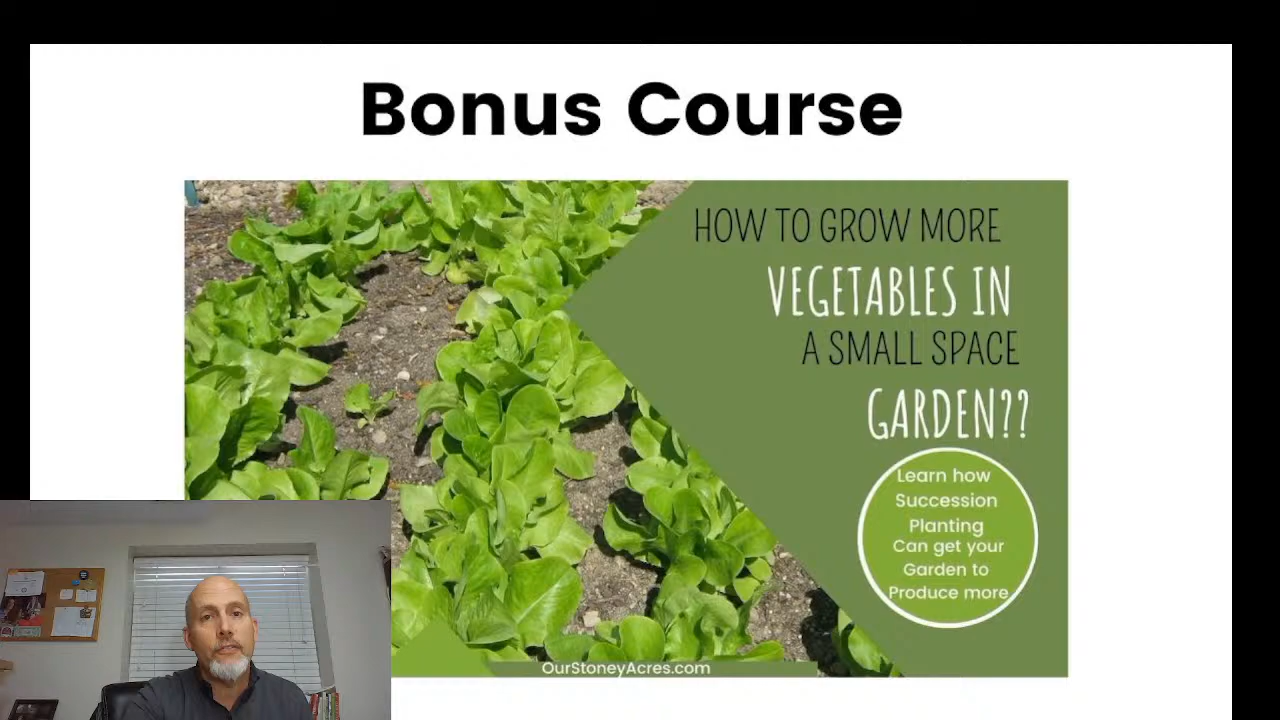 Bonus Course
HOW TO GROW MORE
VEGETABLES IN
A SMALL SPACE
GARDEN??
Learn how
Succession
Planting
Can get your
Garden to
Produce more
OurStoneyAcres.com